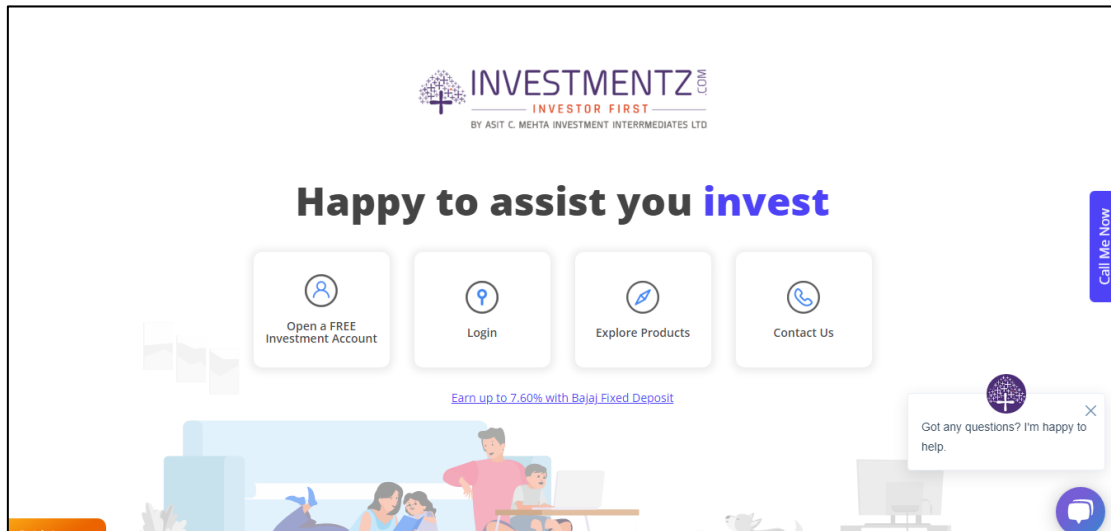 INVESTMENTZ .COM
INVESTOR FIRST
BY ASIT C. MEHTA INVESTMENT INTERRMEDIATES LTD
Happy to assist you invest
Call Me Now
Open a FREE
Investment Account
Login
Explore Products
Contact Us
Earn up to 7.60% with Bajaj Fixed Deposit
Got any questions? I'm happy to
help.